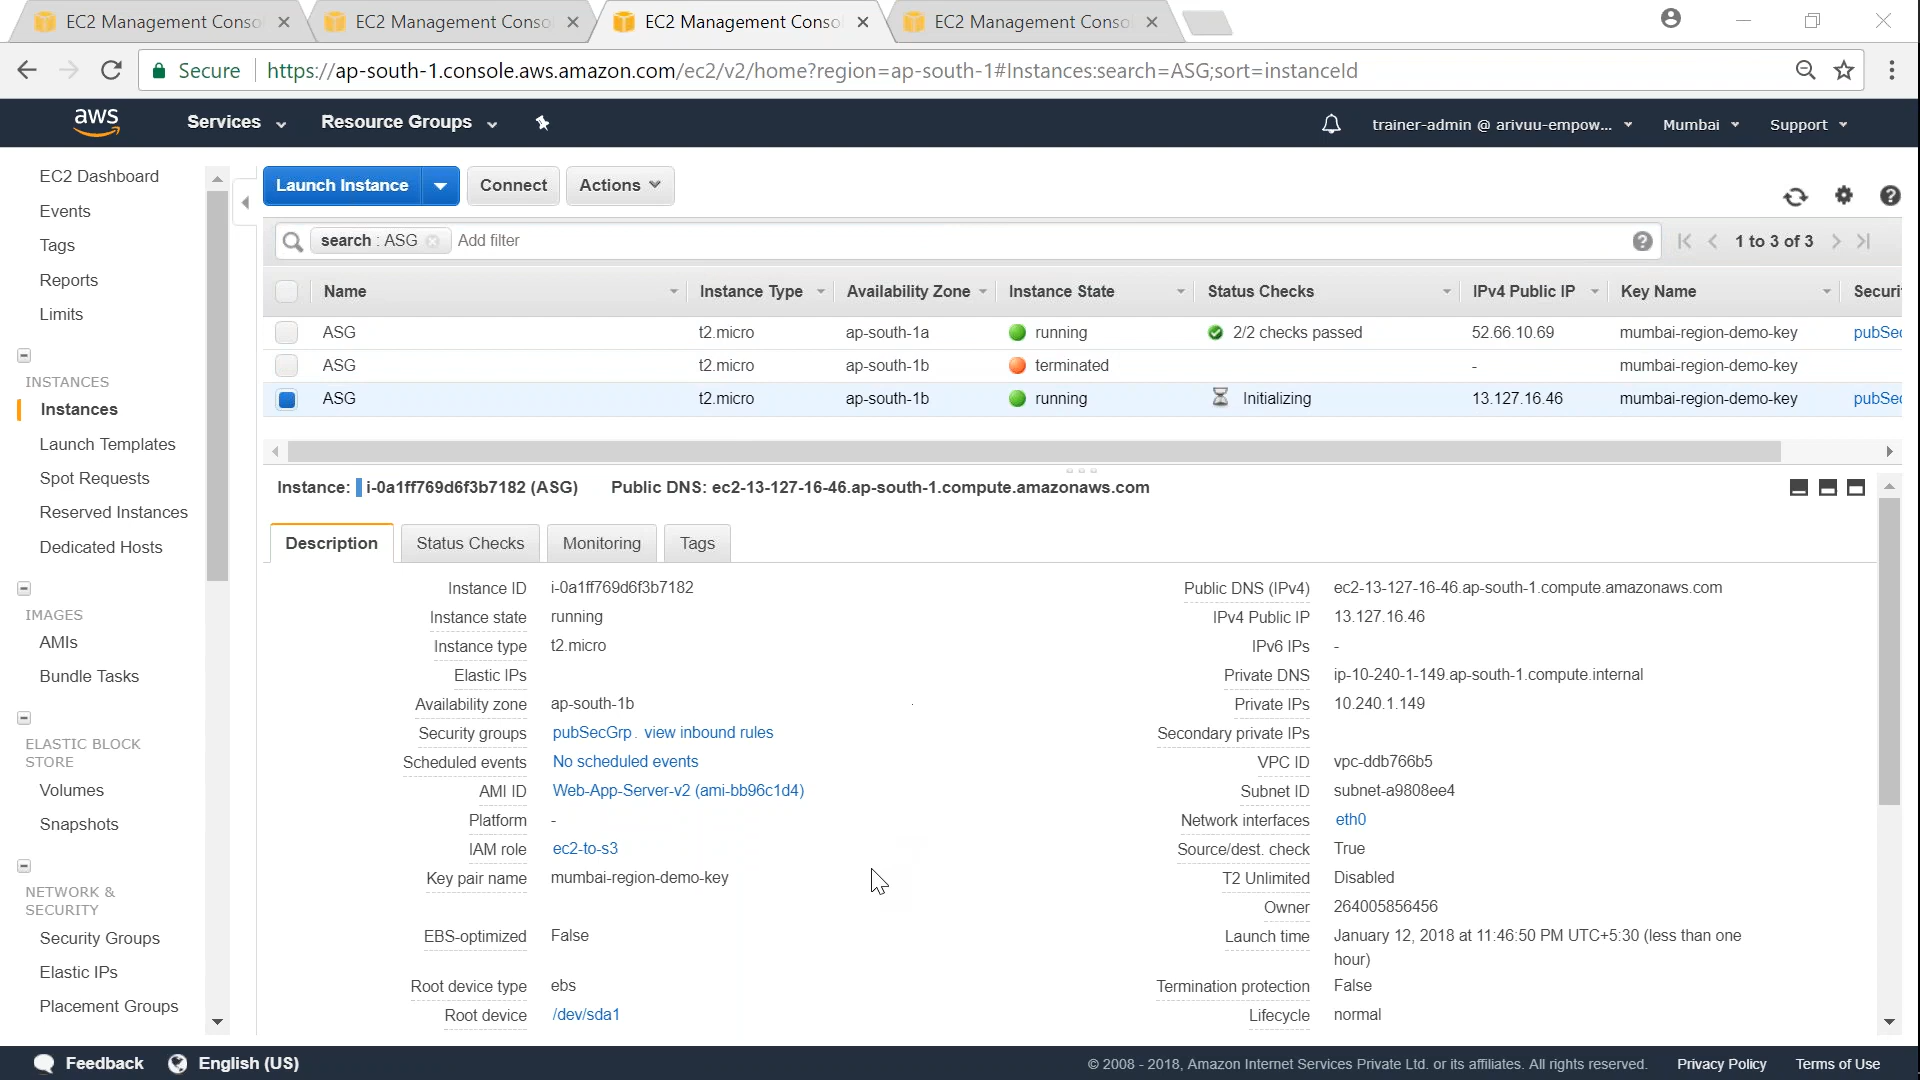 EC2 Management Conso
EC2 Management Conso
EC2 Management Conso
EC2 Management Conso
Secure
https://ap-south-1.console.aws.amazon.com/ec2/v2/home?region=ap-south-1#Instances:search=ASG;sort=instanceId
aws
Services
Resource Groups
trainer-admin @ arivuu-empow...
Mumbai
Support
EC2 Dashboard
Events
Tags
Reports
Limits
INSTANCES
Instances
Launch Templates
Spot Requests
Reserved Instances
Dedicated Hosts
IMAGES
AMIs
Bundle Tasks
ELASTIC BLOCK
STORE
Volumes
Snapshots
NETWORK &
SECURITY
Security Groups
Elastic IPs
Placement Groups
Launch Instance
Connect
Actions
search : ASG
Add filter
1 to 3 of 3
Name Instance Type Availability Zone Instance State Status Checks IPv4 Public IP Key Name Securi
ASG t2.micro ap-south-1a running 2/2 checks passed 52.66.10.69 mumbai-region-demo-key pubSec
ASG t2.micro ap-south-1b terminated - mumbai-region-demo-key
ASG t2.micro ap-south-1b running Initializing 13.127.16.46 mumbai-region-demo-key pubSec
Instance: i-0a1ff769d6f3b7182 (ASG) Public DNS: ec2-13-127-16-46.ap-south-1.compute.amazonaws.com
Description
Status Checks
Monitoring
Tags
Instance ID i-0a1ff769d6f3b7182
Instance state running
Instance type t2.micro
Elastic IPs
Availability zone ap-south-1b
Security groups pubSecGrp. view inbound rules
Scheduled events No scheduled events
AMI ID Web-App-Server-v2 (ami-bb96c1d4)
Platform -
IAM role ec2-to-s3
Key pair name mumbai-region-demo-key
EBS-optimized False
Root device type ebs
Root device /dev/sda1
Public DNS (IPv4) ec2-13-127-16-46.ap-south-1.compute.amazonaws.com
IPv4 Public IP 13.127.16.46
IPv6 IPs -
Private DNS ip-10-240-1-149.ap-south-1.compute.internal
Private IPs 10.240.1.149
Secondary private IPs
VPC ID vpc-ddb766b5
Subnet ID subnet-a9808ee4
Network interfaces eth0
Source/dest. check True
T2 Unlimited Disabled
Owner 264005856456
Launch time January 12, 2018 at 11:46:50 PM UTC+5:30 (less than one
hour)
Termination protection False
Lifecycle normal
Feedback
English (US)
© 2008 - 2018, Amazon Internet Services Private Ltd. or its affiliates. All rights reserved.
Privacy Policy
Terms of Use